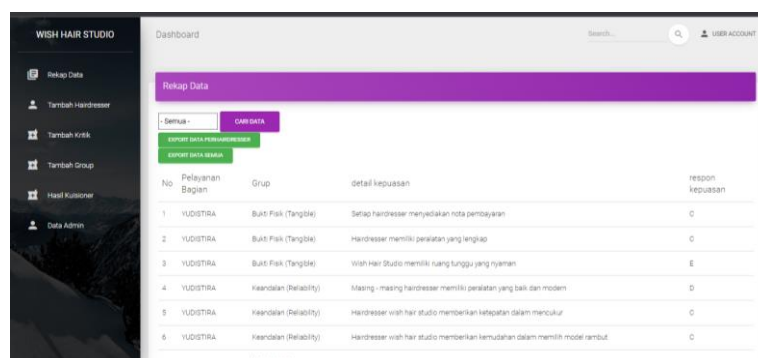 WISH HAIR STUDIO
Dashboard
Search...
USER ACCOUNT
Rekap Data
Tambah Hairdresser
Tambah Kritik
Tambah Group
Hasil Kuisioner
Data Admin
Rekap Data
- Semua -
CARI DATA
EXPORT DATA PERHAIRDRESSER
EXPORT DATA SEMUA
No Pelayanan Bagian Grup detail kepuasan respon kepuasan
1 YUDISTIRA Bukti Fisik (Tangible) Setiap hairdresser menyediakan nota pembayaran C
2 YUDISTIRA Bukti Fisik (Tangible) Hairdresser memiliki peralatan yang lengkap C
3 YUDISTIRA Bukti Fisik (Tangible) Wish Hair Studio memiliki ruang tunggu yang nyaman E
4 YUDISTIRA Keandalan (Reliability) Masing - masing hairdresser memiliki peralatan yang baik dan modern D
5 YUDISTIRA Keandalan (Reliability) Hairdresser wish hair studio memberikan ketepatan dalam mencukur C
6 YUDISTIRA Keandalan (Reliability) Hairdresser wish hair studio memberikan kemudahan dalam memilih model rambut C